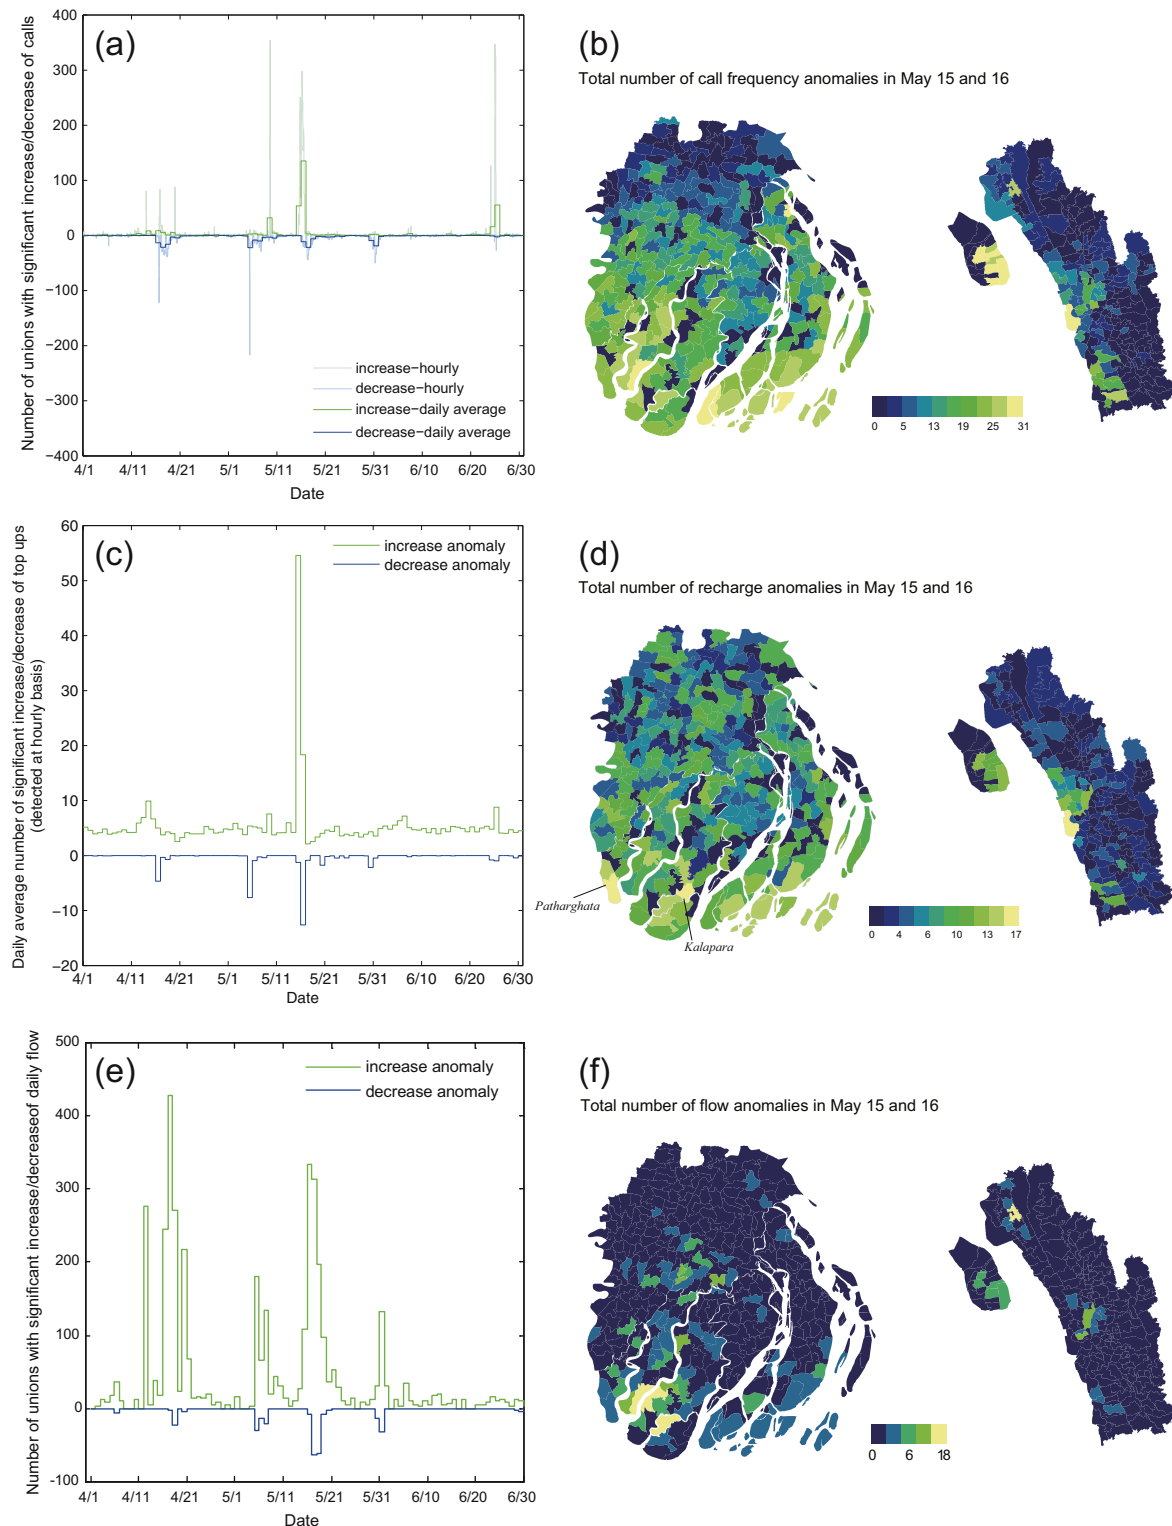 (a)
Number of unions with significant increase/decrease of calls
400
300
200
100
0
−100
−200
−300
−400
increase−hourly
decrease−hourly
increase−daily average
decrease−daily average
4/1 4/11 4/21 5/1 5/11 5/21 5/31 6/10 6/20 6/30
Date
(b)
Total number of call frequency anomalies in May 15 and 16
0 5 13 19 25 31
(c)
Daily average number of significant increase/decrease of top ups
(detected at hourly basis)
60
50
40
30
20
10
0
−10
−20
increase anomaly
decrease anomaly
4/1 4/11 4/21 5/1 5/11 5/21 5/31 6/10 6/20 6/30
Date
(d)
Total number of recharge anomalies in May 15 and 16
Patharghata
Kalapara
0 4 6 10 13 17
(e)
Number of unions with significant increase/decreaseof daily flow
500
400
300
200
100
0
-100
increase anomaly
decrease anomaly
4/1 4/11 4/21 5/1 5/11 5/21 5/31 6/10 6/20 6/30
Date
(f)
Total number of flow anomalies in May 15 and 16
0 6 18